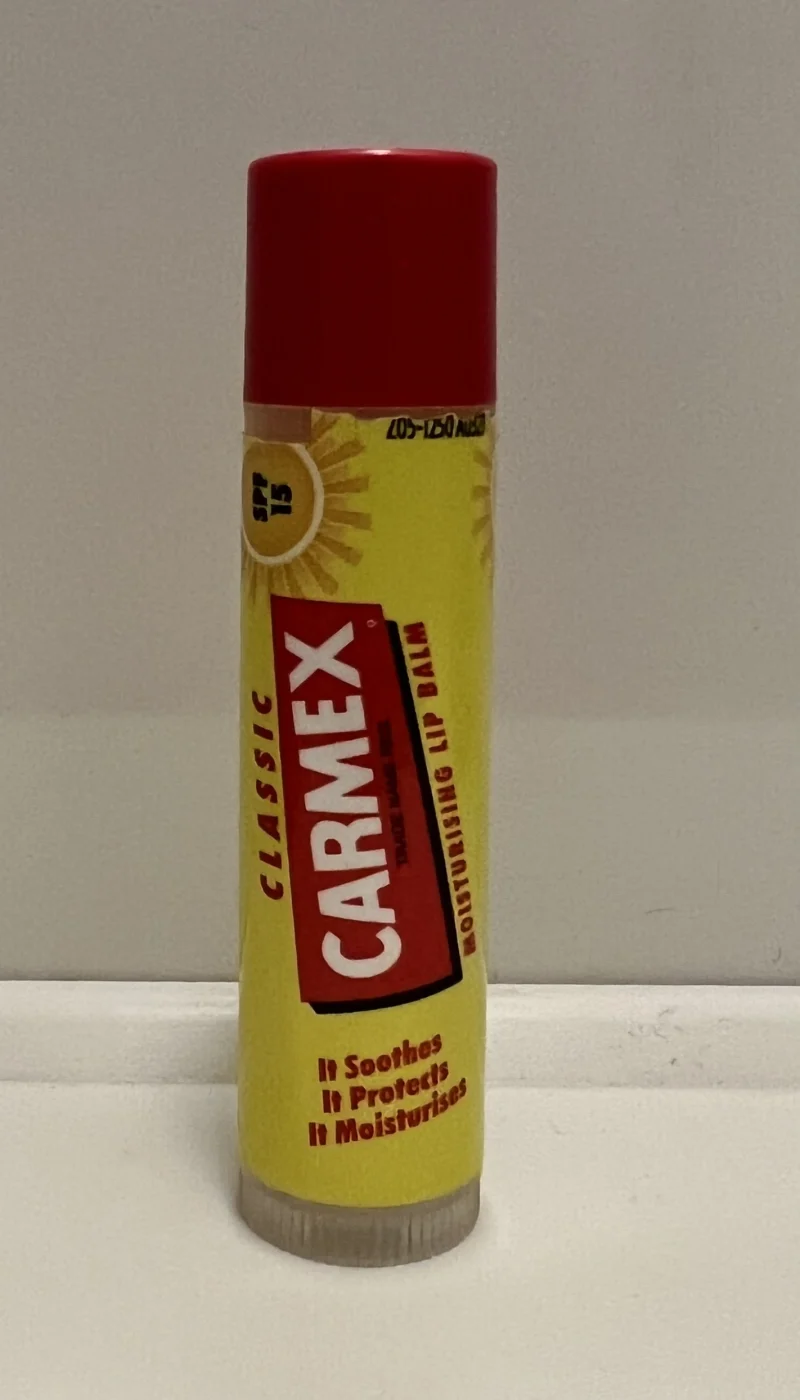 SPF
15
CLASSIC
CARMEX
MOISTURISING LIP BALM
It Soothes
It Protects
It Moisturises